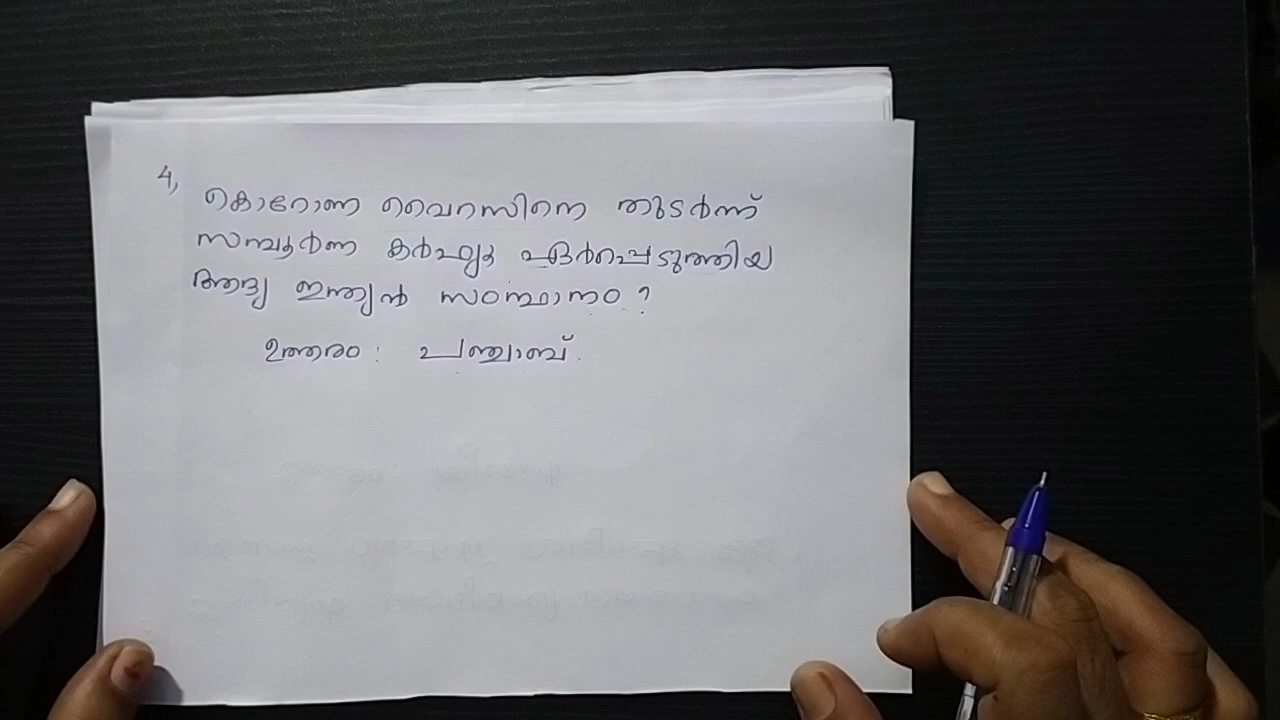 4,
കൊറോണ വൈറസിനെ തുടർന്ന്
സമ്പൂർണ കർഫ്യൂ ഏർപ്പെടുത്തിയ
ആദ്യ ഇന്ത്യൻ സംസ്ഥാനം ?
ഉത്തരം : പഞ്ചാബ്.